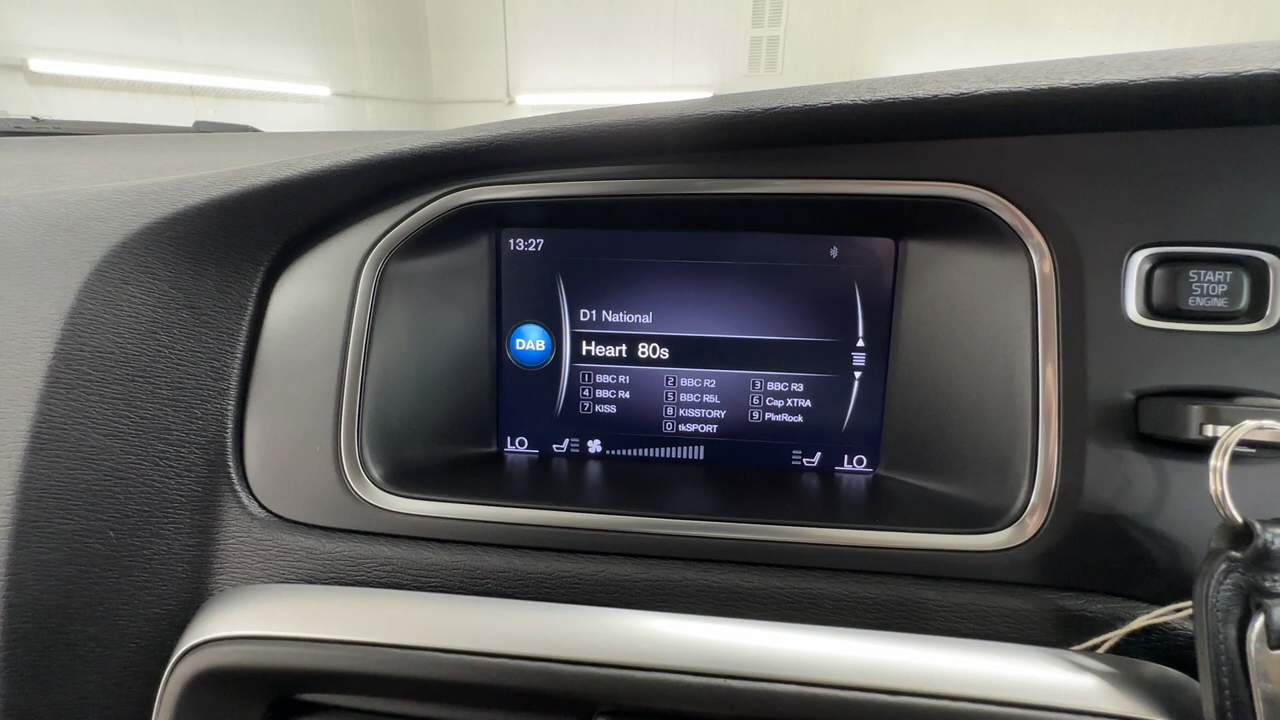 13:27
D1 National
DAB
Heart 80s
1 BBC R1 2 BBC R2 3 BBC R3
4 BBC R4 5 BBC R5L 6 Cap XTRA
7 KISS 8 KISSTORY 9 PlntRock
0 tkSPORT
LO LO
START
STOP
ENGINE